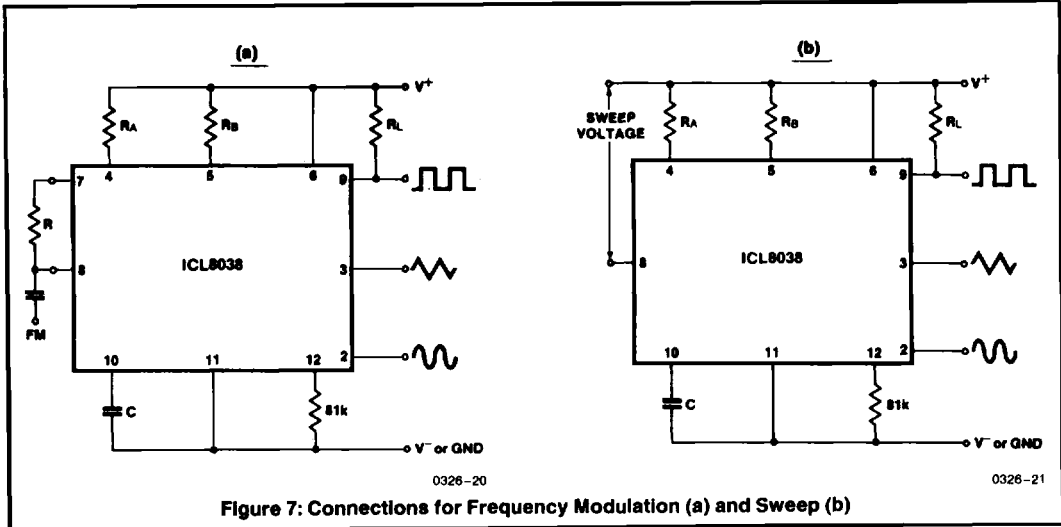 (a)
V+
RA
RB
RL
4
5
6
9
7
R
8
ICL8038
3
FM
2
10
11
12
C
81k
V- or GND
0326-20
(b)
V+
SWEEP
VOLTAGE
RA
RB
RL
4
5
6
9
8
ICL8038
3
2
10
11
12
C
81k
V- or GND
0326-21
Figure 7: Connections for Frequency Modulation (a) and Sweep (b)